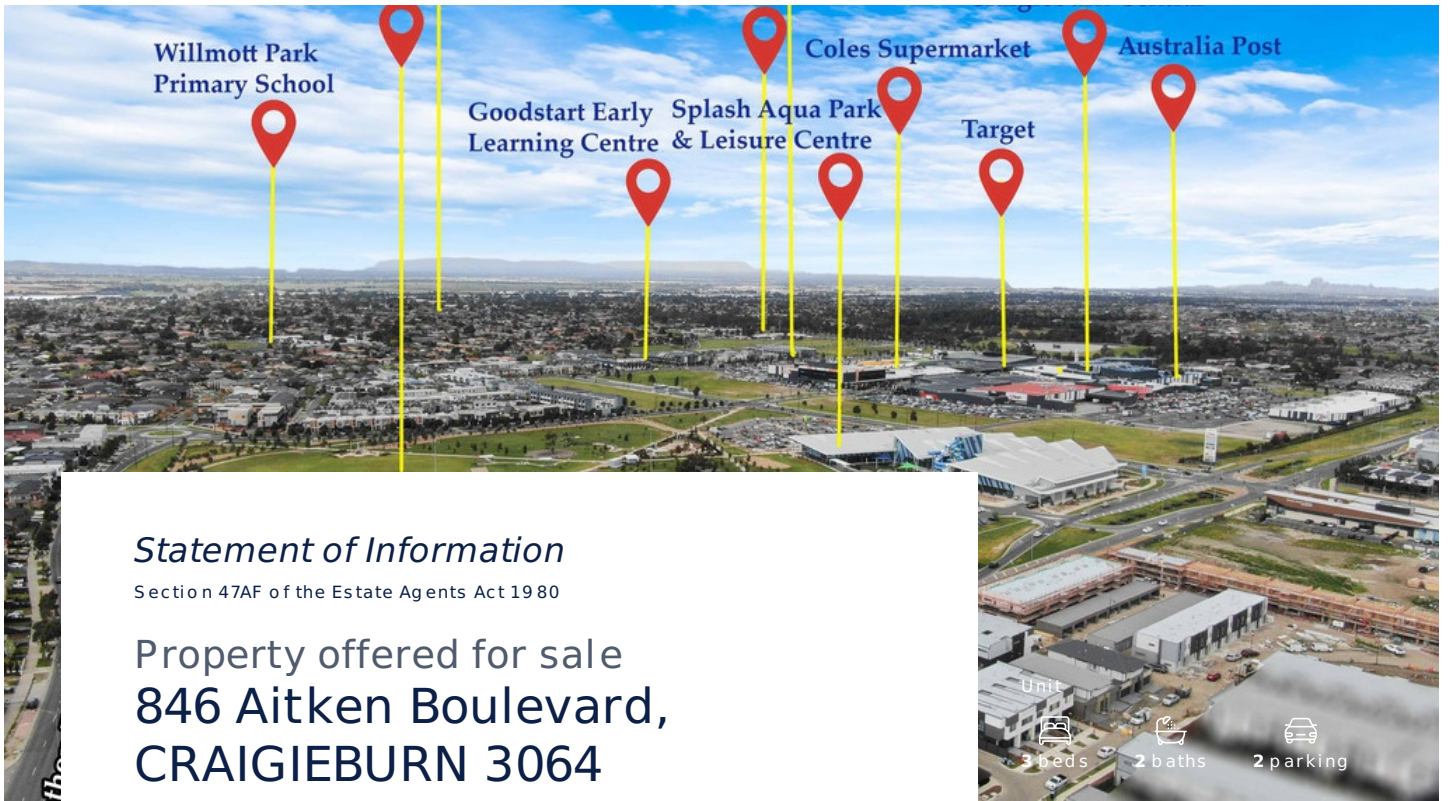 Willmott Park
Primary School
Goodstart Early
Learning Centre
Splash Aqua Park
& Leisure Centre
Coles Supermarket
Target
Australia Post
Statement of Information
Section 47AF of the Estate Agents Act 1980
Property offered for sale
846 Aitken Boulevard,
CRAIGIEBURN 3064
Unit
3 beds
2 baths
2 parking